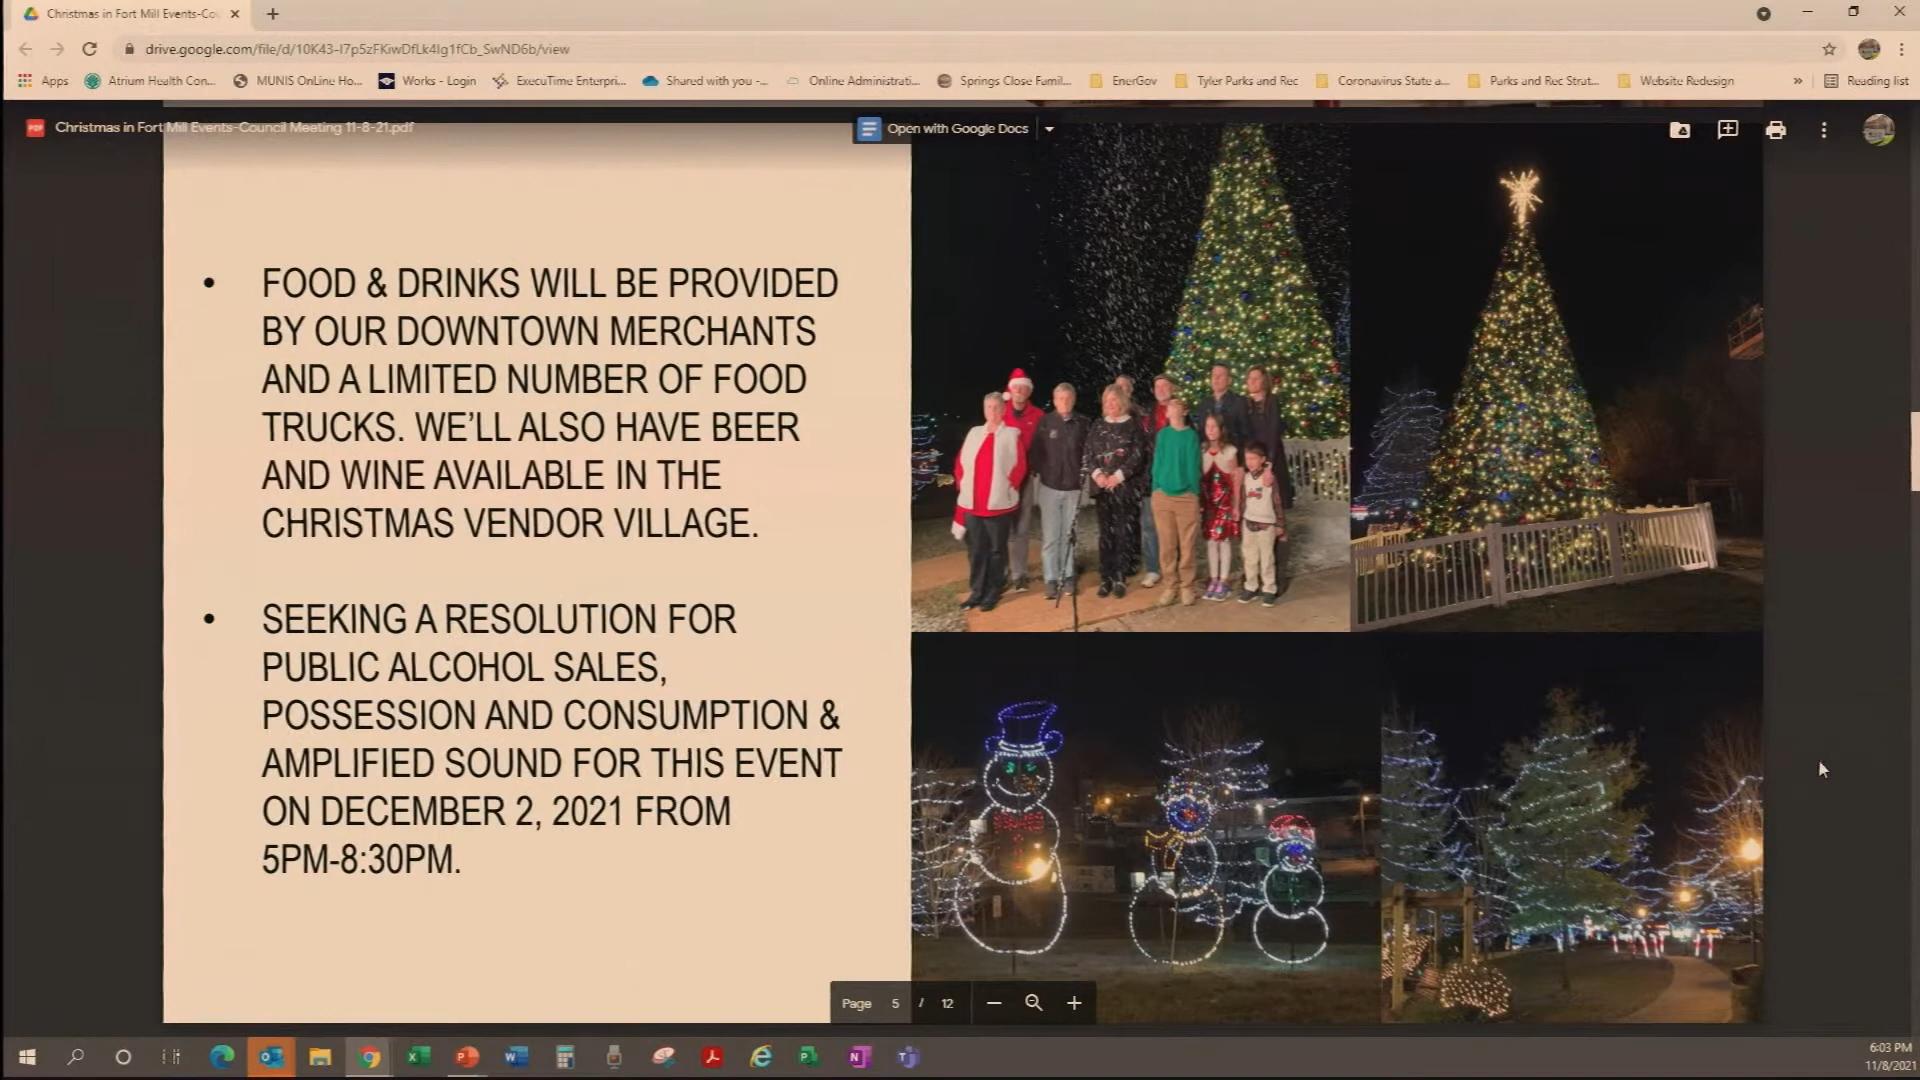 Christmas in Fort Mill Events-Cou
drive.google.com/file/d/10K43-I7p5zFKiwDfLk4Ig1fCb_SwND6b/view
Apps
Atrium Health Con...
MUNIS OnLine Ho...
Works - Login
ExecuTime Enterpri...
Shared with you -...
Online Administrati...
Springs Close Famil...
EnerGov
Tyler Parks and Rec
Coronavirus State a...
Parks and Rec Strat...
Website Redesign
»
Reading list
PDF
Christmas in Fort Mill Events-Council Meeting 11-8-21.pdf
Open with Google Docs
• FOOD & DRINKS WILL BE PROVIDED
BY OUR DOWNTOWN MERCHANTS
AND A LIMITED NUMBER OF FOOD
TRUCKS. WE'LL ALSO HAVE BEER
AND WINE AVAILABLE IN THE
CHRISTMAS VENDOR VILLAGE.
• SEEKING A RESOLUTION FOR
PUBLIC ALCOHOL SALES,
POSSESSION AND CONSUMPTION &
AMPLIFIED SOUND FOR THIS EVENT
ON DECEMBER 2, 2021 FROM
5PM-8:30PM.
Page 5 / 12
6:03 PM
11/8/2021